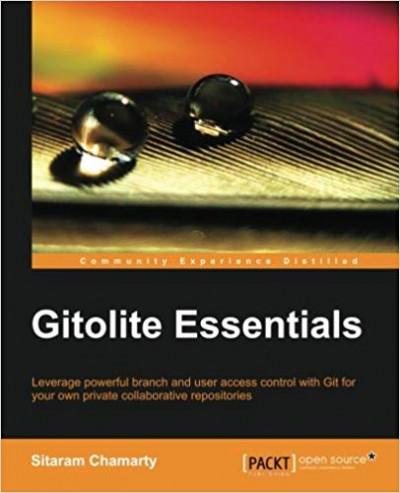 Community Experience Distilled
Gitolite Essentials
Leverage powerful branch and user access control with Git for
your own private collaborative repositories
Sitaram Chamarty
[PACKT]
PUBLISHING
open source*